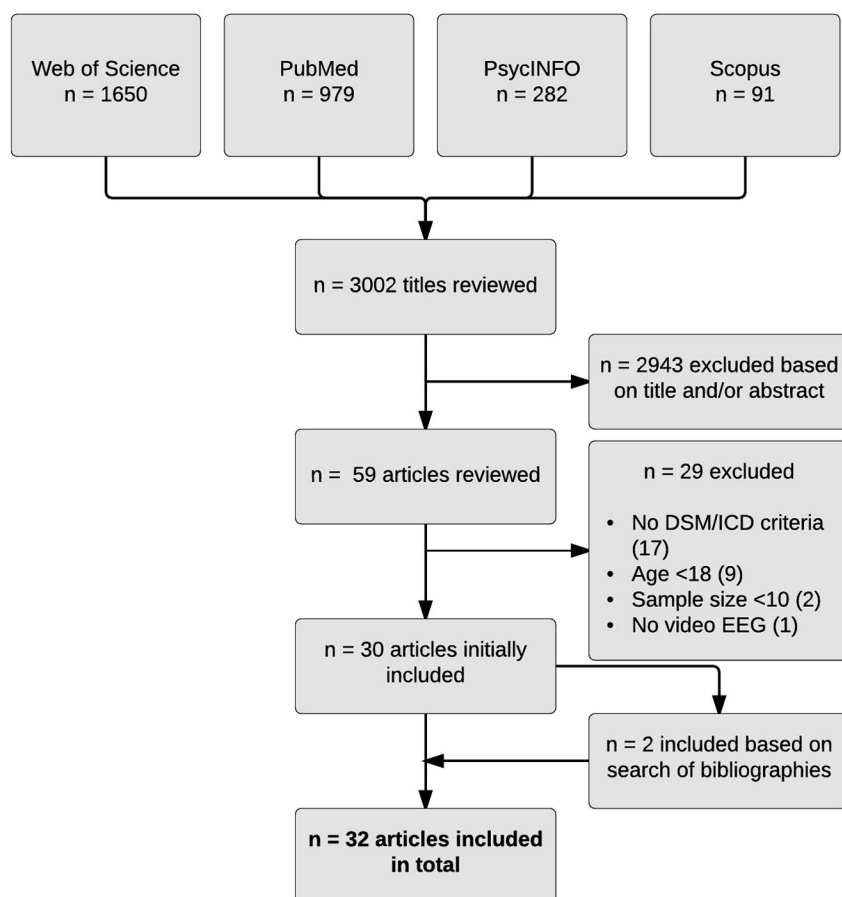 Web of Science
n = 1650
PubMed
n = 979
PsycINFO
n = 282
Scopus
n = 91
n = 3002 titles reviewed
n = 2943 excluded based
on title and/or abstract
n =  59 articles reviewed
n = 29 excluded
• No DSM/ICD criteria
(17)
• Age <18 (9)
• Sample size <10 (2)
• No video EEG (1)
n = 30 articles initially
included
n = 2 included based on
search of bibliographies
n = 32 articles included
in total